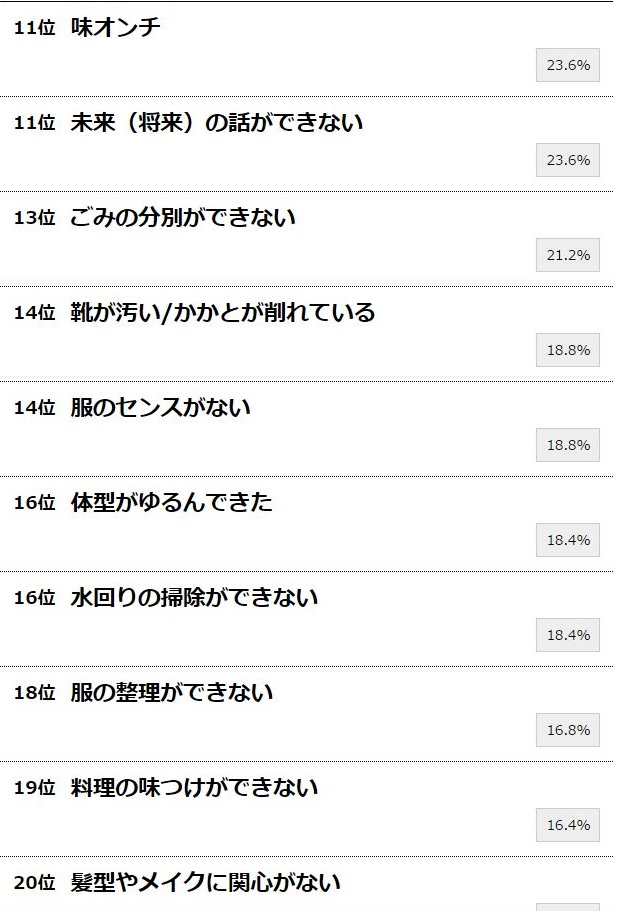 11位 味オンチ
23.6%
11位 未来（将来）の話ができない
23.6%
13位 ごみの分別ができない
21.2%
14位 靴が汚い/かかとが削れている
18.8%
14位 服のセンスがない
18.8%
16位 体型がゆるんできた
18.4%
16位 水回りの掃除ができない
18.4%
18位 服の整理ができない
16.8%
19位 料理の味つけができない
16.4%
20位 髪型やメイクに関心がない